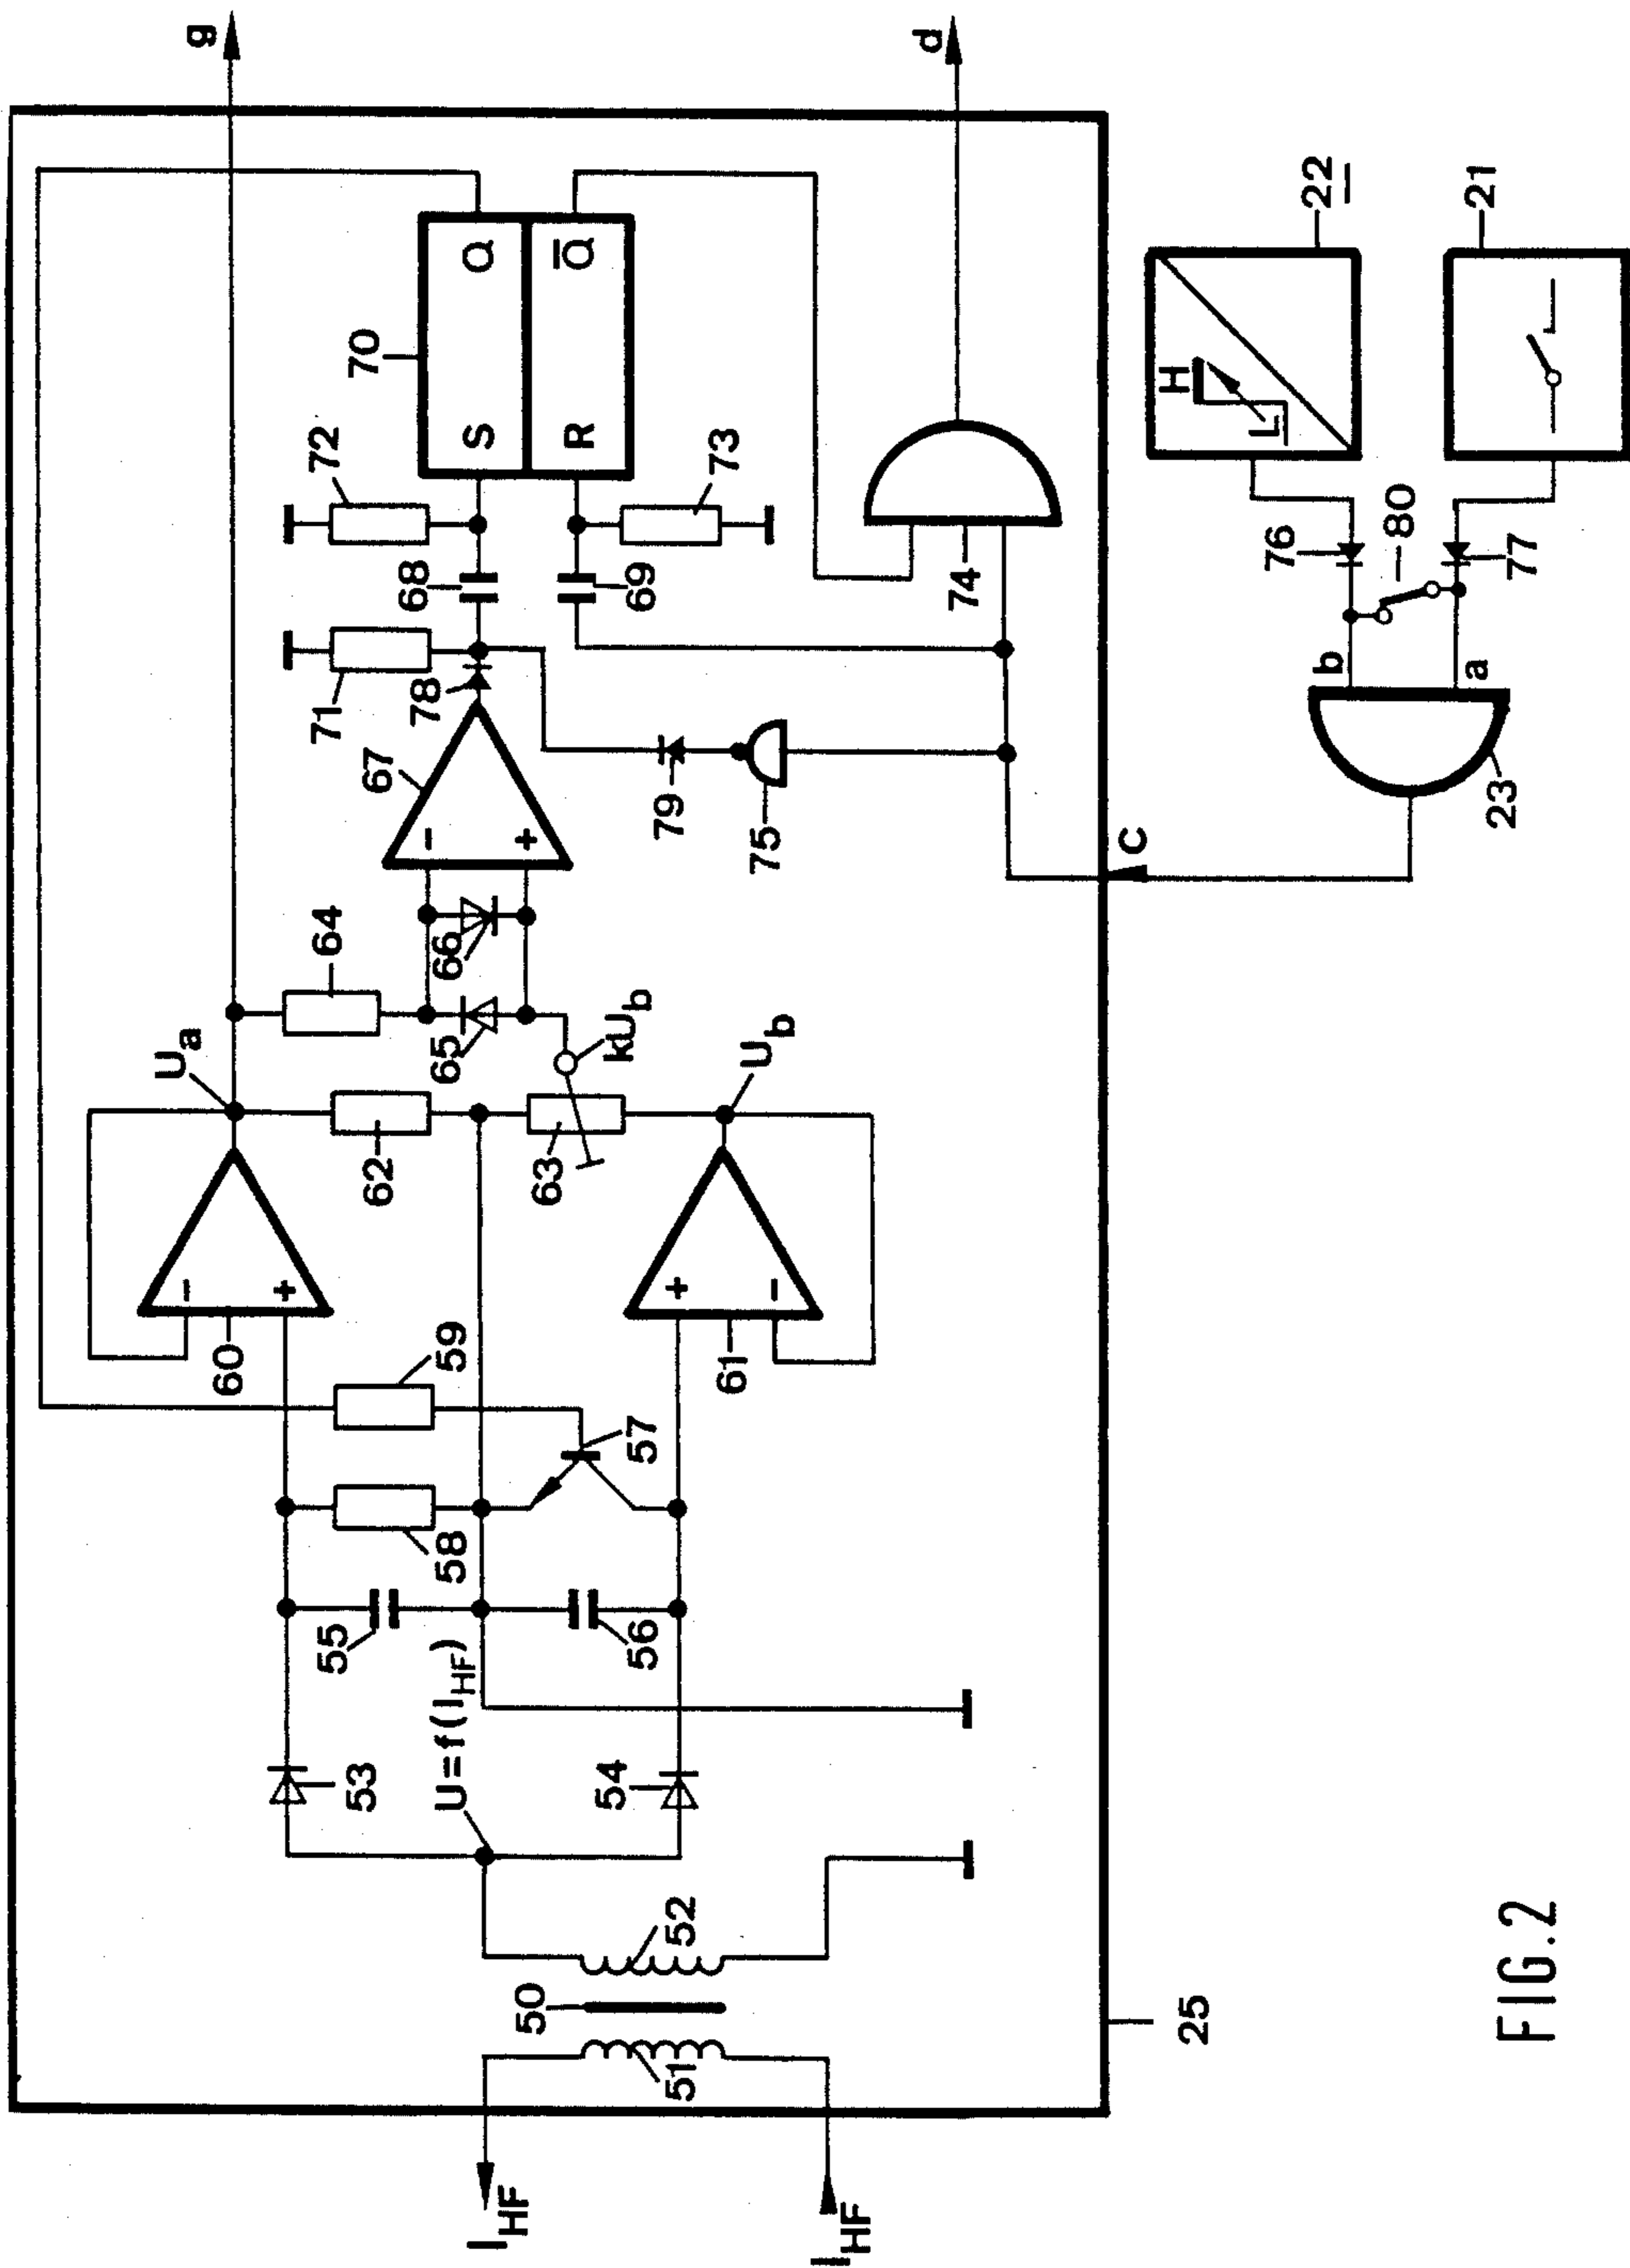 g
d
70
S Q
R Q̅
72
73
71
68
69
78
74
67
-
+
79
75
C
64
66
65
kU_b
U_a
U_b
62
63
-
+
60
+
-
61
59
57
58
55
56
53
54
U=f(I_HF)
52
50
51
I_HF
I_HF
25
22
H
L
21
76
80
77
b
a
23
FIG.2